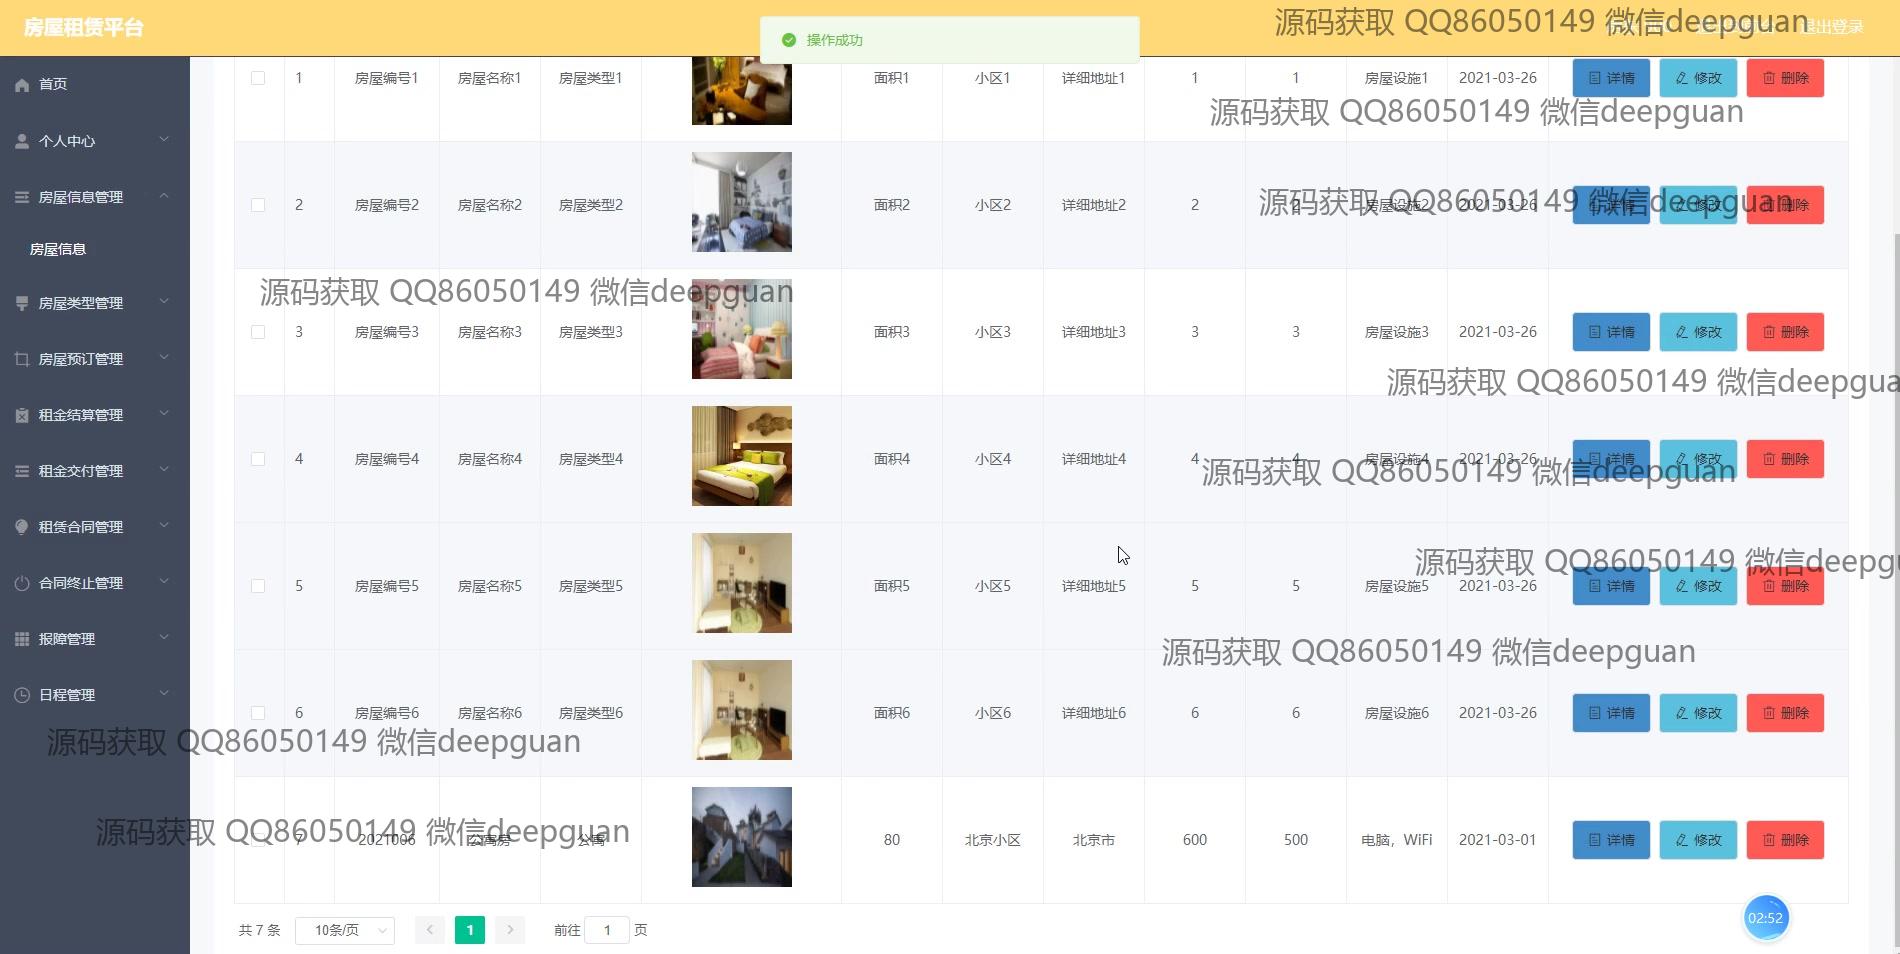 房屋租赁平台
操作成功
源码获取 QQ86050149 微信deepguan
退出登录
首页
个人中心
房屋信息管理
房屋信息
房屋类型管理
房屋预订管理
租金结算管理
租金交付管理
租赁合同管理
合同终止管理
报障管理
日程管理
1 房屋编号1 房屋名称1 房屋类型1 面积1 小区1 详细地址1 1 1 房屋设施1 2021-03-26 详情 修改 删除
源码获取 QQ86050149 微信deepguan
2 房屋编号2 房屋名称2 房屋类型2 面积2 小区2 详细地址2 2 2 房屋设施2 2021-03-26 详情 修改 删除
源码获取 QQ86050149 微信deepguan
源码获取 QQ86050149 微信deepguan
3 房屋编号3 房屋名称3 房屋类型3 面积3 小区3 详细地址3 3 3 房屋设施3 2021-03-26 详情 修改 删除
源码获取 QQ86050149 微信deepgua
4 房屋编号4 房屋名称4 房屋类型4 面积4 小区4 详细地址4 4 4 房屋设施4 2021-03-26 详情 修改 删除
源码获取 QQ86050149 微信deepguan
源码获取 QQ86050149 微信deepg
5 房屋编号5 房屋名称5 房屋类型5 面积5 小区5 详细地址5 5 5 房屋设施5 2021-03-26 详情 修改 删除
源码获取 QQ86050149 微信deepguan
6 房屋编号6 房屋名称6 房屋类型6 面积6 小区6 详细地址6 6 6 房屋设施6 2021-03-26 详情 修改 删除
源码获取 QQ86050149 微信deepguan
源码获取 QQ86050149 微信deepguan
7 2021006 公寓房 公寓 80 北京小区 北京市 600 500 电脑，WiFi 2021-03-01 详情 修改 删除
共 7 条 10条/页 1 前往 1 页
02:52